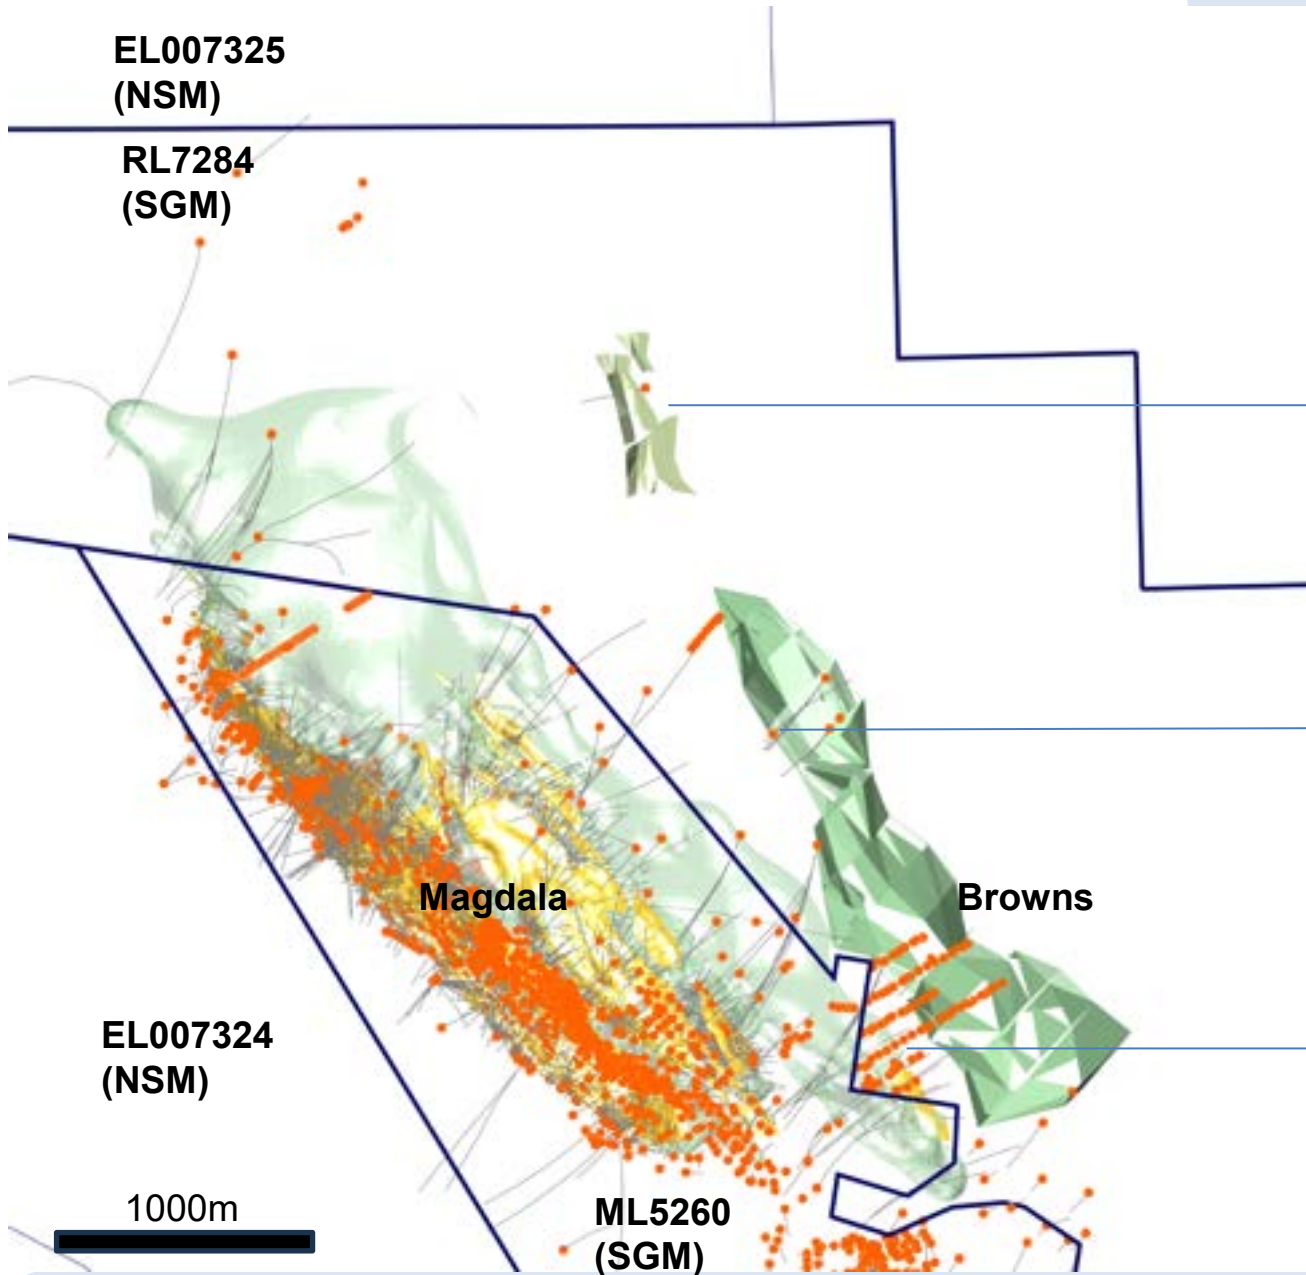 EL007325
(NSM)
RL7284
(SGM)
Magdala
Browns
EL007324
(NSM)
1000m
ML5260
(SGM)